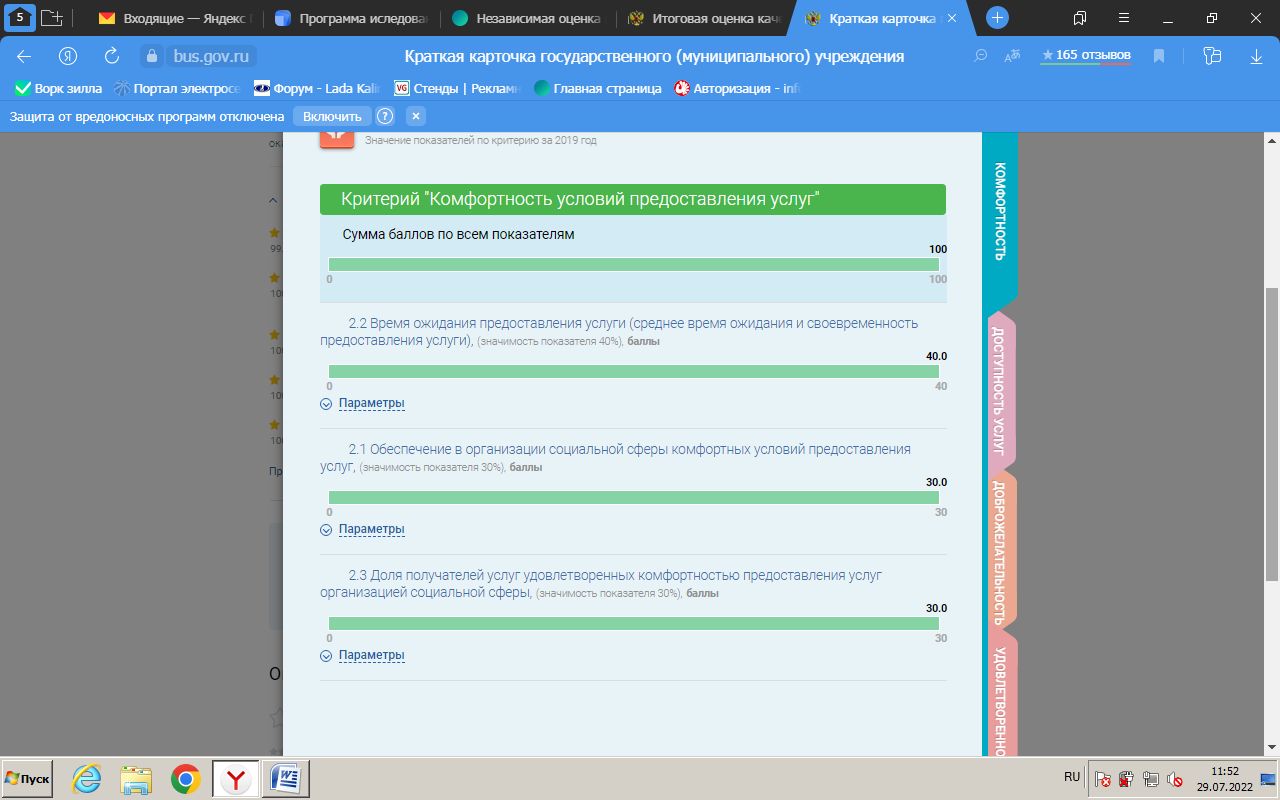 5
Входящие — Яндекс
Программа иследова
Независимая оценка
Итоговая оценка кач
Краткая карточка
bus.gov.ru
Краткая карточка государственного (муниципального) учреждения
165 отзывов
Ворк зилла
Портал электросе
Форум - Lada Kali
VG Стенды | Рекламн
Главная страница
Авторизация - inf
Защита от вредоносных программ отключена
Включить
?
Значение показателей по критерию за 2019 год
Критерий "Комфортность условий предоставления услуг"
Сумма баллов по всем показателям
100
0
100
2.2 Время ожидания предоставления услуги (среднее время ожидания и своевременность
предоставления услуги), (значимость показателя 40%), баллы
40.0
0
40
Параметры
2.1 Обеспечение в организации социальной сферы комфортных условий предоставления
услуг, (значимость показателя 30%), баллы
30.0
0
30
Параметры
2.3 Доля получателей услуг удовлетворенных комфортностью предоставления услуг
организацией социальной сферы, (значимость показателя 30%), баллы
30.0
0
30
Параметры
КОМФОРТНОСТЬ
ДОСТУПНОСТЬ УСЛУГ
ДОБРОЖЕЛАТЕЛЬНОСТЬ
УДОВЛЕТВОРЕННО
Пуск
RU
11:52
29.07.2022